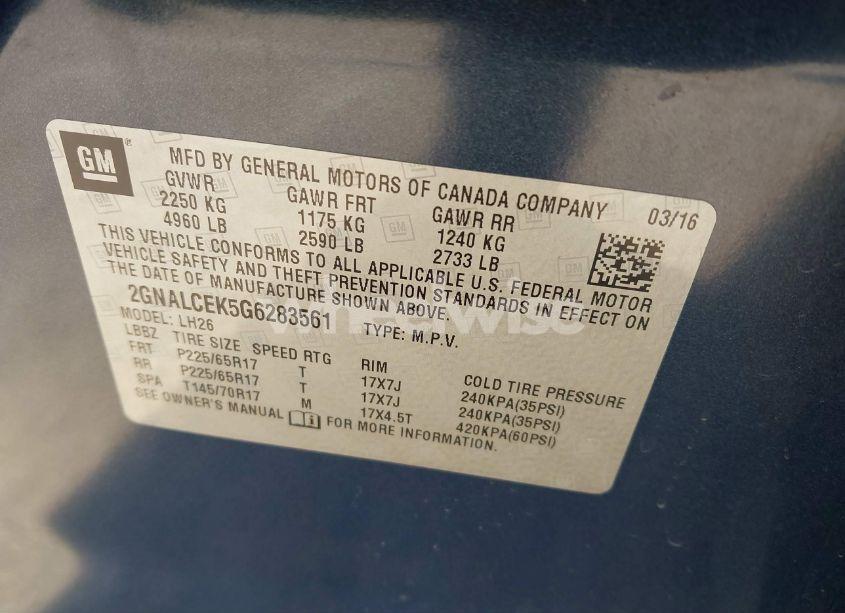 GM
MFD BY GENERAL MOTORS OF CANADA COMPANY 03/16
GVWR GAWR FRT GAWR RR
2250 KG 1175 KG 1240 KG
4960 LB 2590 LB 2733 LB
THIS VEHICLE CONFORMS TO ALL APPLICABLE U.S. FEDERAL MOTOR
VEHICLE SAFETY AND THEFT PREVENTION STANDARDS IN EFFECT ON
THE DATE OF MANUFACTURE SHOWN ABOVE.
2GNALCEK5G6283561 TYPE: M.P.V.
MODEL: LH26
LBBZ TIRE SIZE SPEED RTG RIM COLD TIRE PRESSURE
FRT P225/65R17 T 17X7J 240KPA(35PSI)
RR P225/65R17 T 17X7J 240KPA(35PSI)
SPA T145/70R17 M 17X4.5T 420KPA(60PSI)
SEE OWNER'S MANUAL FOR MORE INFORMATION.
wheelwise